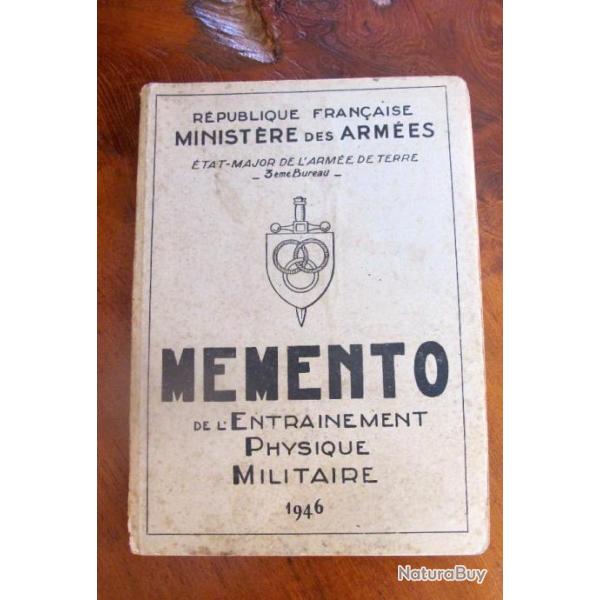 RÉPUBLIQUE FRANÇAISE
MINISTÈRE DES ARMÉES
ÉTAT-MAJOR DE L'ARMÉE DE TERRE
_ 3ème Bureau _
MEMENTO
DE L'ENTRAINEMENT
PHYSIQUE
MILITAIRE
1946
NaturaBuy